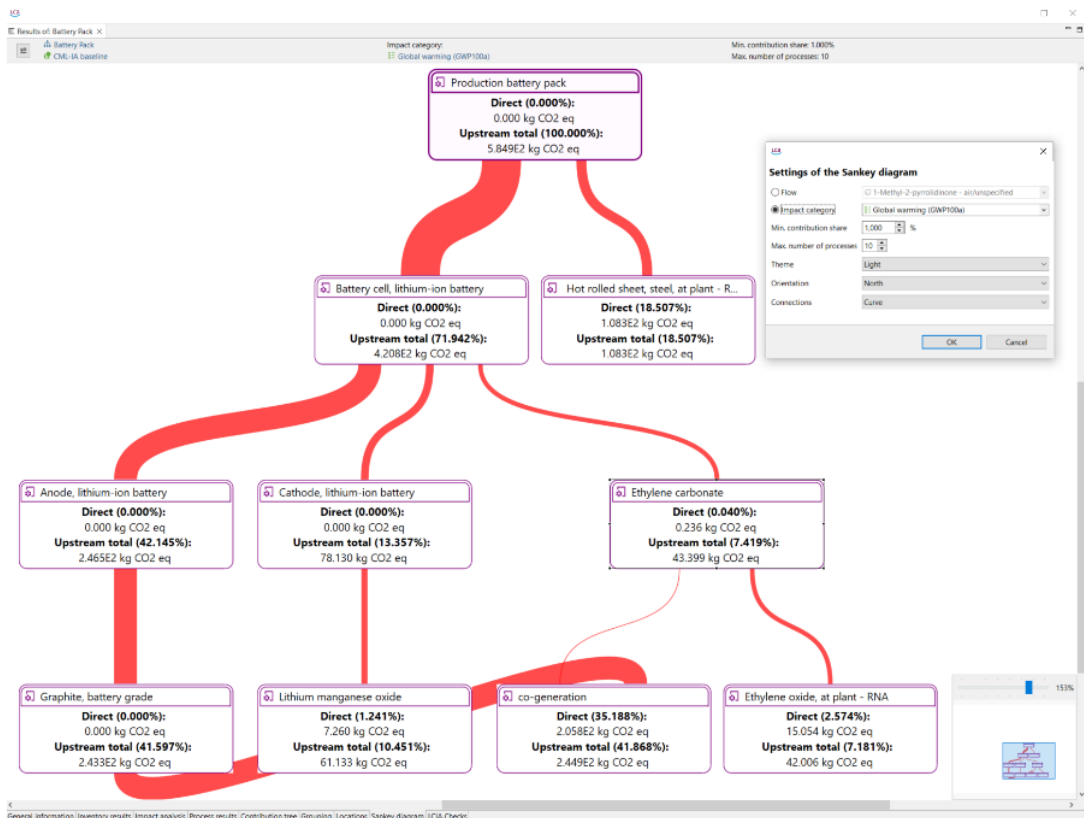 LCA
Results of: Battery Pack
Battery Pack
CML-IA baseline
Impact category:
Global warming (GWP100a)
Min. contribution share: 1.000%
Max. number of processes: 10
Production battery pack
Direct (0.000%):
0.000 kg CO2 eq
Upstream total (100.000%):
5.849E2 kg CO2 eq
Settings of the Sankey diagram
Flow
1-Methyl-2-pyrrolidinone - air/unspecified
Impact category
Global warming (GWP100a)
Min. contribution share
1,000
%
Max. number of processes
10
Theme
Light
Orientation
North
Connections
Curve
OK
Cancel
Battery cell, lithium-ion battery
Direct (0.000%):
0.000 kg CO2 eq
Upstream total (71.942%):
4.208E2 kg CO2 eq
Hot rolled sheet, steel, at plant - R...
Direct (18.507%):
1.083E2 kg CO2 eq
Upstream total (18.507%):
1.083E2 kg CO2 eq
Anode, lithium-ion battery
Direct (0.000%):
0.000 kg CO2 eq
Upstream total (42.145%):
2.465E2 kg CO2 eq
Cathode, lithium-ion battery
Direct (0.000%):
0.000 kg CO2 eq
Upstream total (13.357%):
78.130 kg CO2 eq
Ethylene carbonate
Direct (0.040%):
0.236 kg CO2 eq
Upstream total (7.419%):
43.399 kg CO2 eq
Graphite, battery grade
Direct (0.000%):
0.000 kg CO2 eq
Upstream total (41.597%):
2.433E2 kg CO2 eq
Lithium manganese oxide
Direct (1.241%):
7.260 kg CO2 eq
Upstream total (10.451%):
61.133 kg CO2 eq
co-generation
Direct (35.188%):
2.058E2 kg CO2 eq
Upstream total (41.868%):
2.449E2 kg CO2 eq
Ethylene oxide, at plant - RNA
Direct (2.574%):
15.054 kg CO2 eq
Upstream total (7.181%):
42.006 kg CO2 eq
153%
General information Inventory results Impact analysis Process results Contribution tree Grouping Locations Sankey diagram LCIA Checks